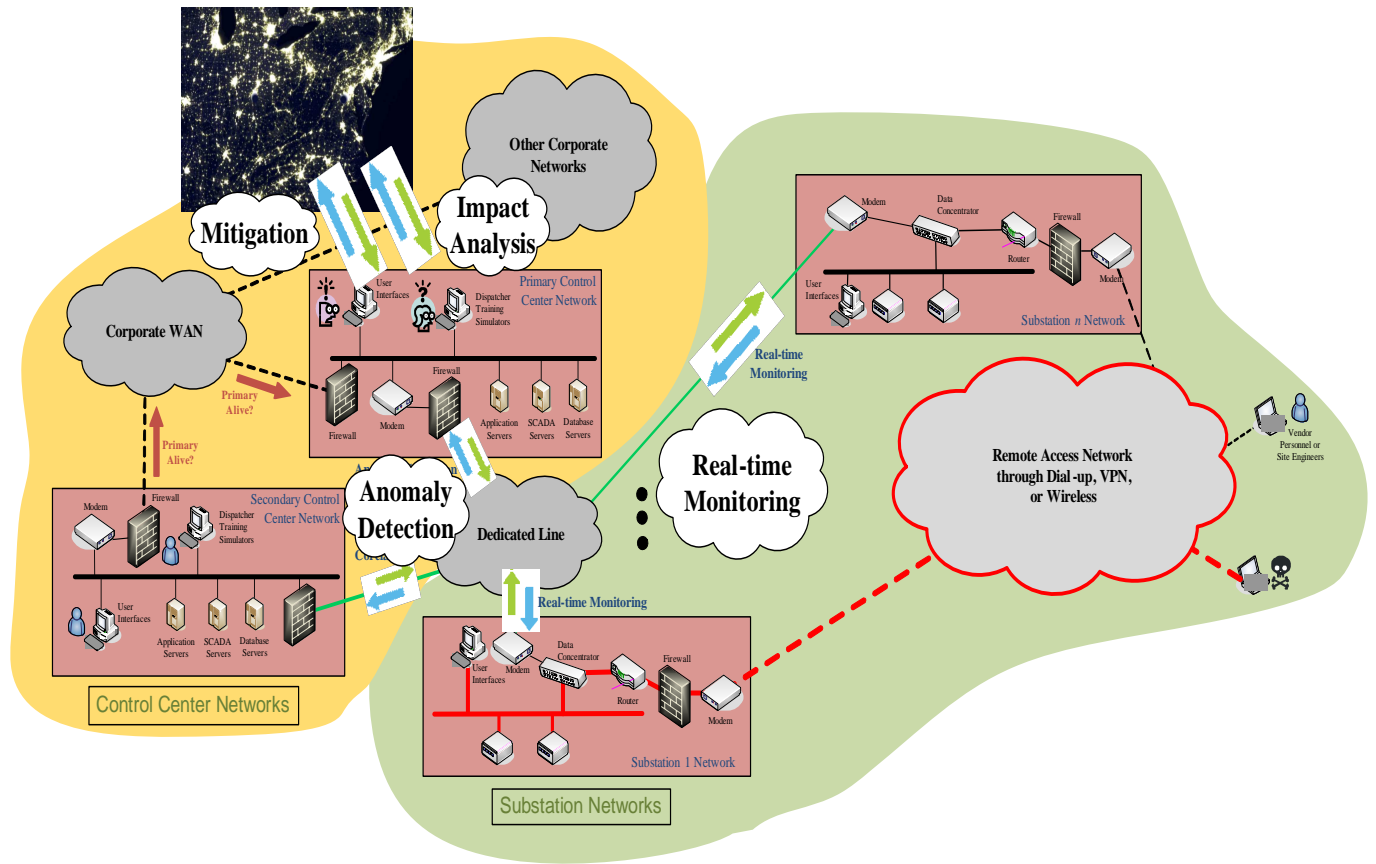 Other Corporate
Networks
Mitigation
Impact
Analysis
Corporate WAN
Primary Control
Center Network
User
Interfaces
Dispatcher
Training
Simulators
Firewall
Modem
Firewall
Application
Servers
SCADA
Servers
Database
Servers
Primary
Alive?
Primary
Alive?
Secondary Control
Center Network
Modem
Firewall
Dispatcher
Training
Simulators
User
Interfaces
Application
Servers
SCADA
Servers
Database
Servers
Control Center Networks
Anomaly
Detection
Dedicated Line
Real-time Monitoring
Real-time
Monitoring
Real-time
Monitoring
Modem
Data
Concentrator
Router
Firewall
Modem
User
Interfaces
Substation n Network
Remote Access Network
through Dial -up, VPN,
or Wireless
Vendor
Personnel or
Site Engineers
User
Interfaces
Modem
Data
Concentrator
Router
Firewall
Modem
Substation 1 Network
Substation Networks